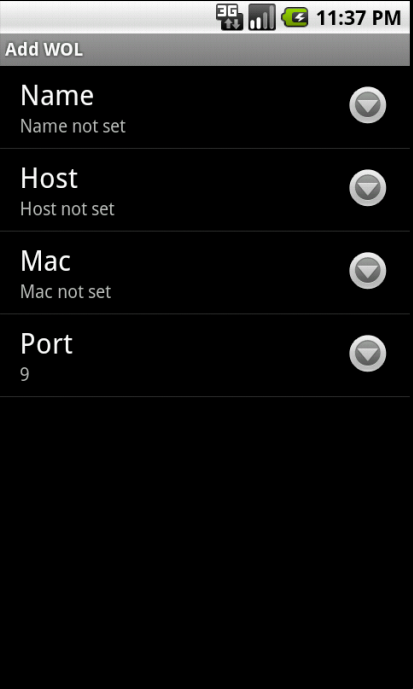 3G 11:37 PM
Add WOL
Name
Name not set
Host
Host not set
Mac
Mac not set
Port
9